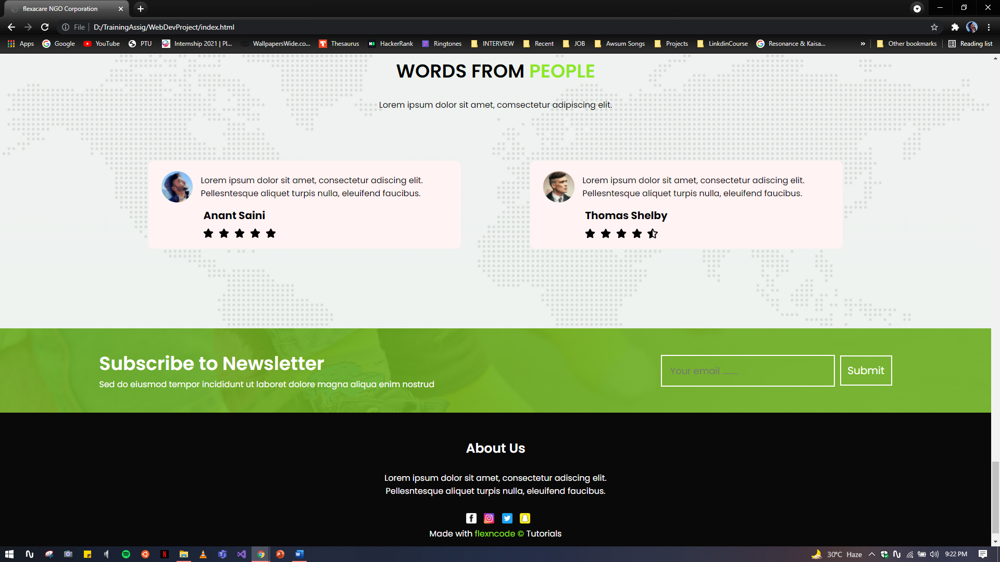 flexacare NGO Corporation
File D:/TrainingAssig/WebDevProject/index.html
Apps Google YouTube PTU Internship 2021 | Pl... WallpapersWide.co... Thesaurus HackerRank Ringtones INTERVIEW Recent JOB Awsum Songs Projects LinkdinCourse Resonance & Kaisa... » Other bookmarks Reading list
WORDS FROM PEOPLE
Lorem ipsum dolor sit amet, comsectetur adipiscing elit.
Lorem ipsum dolor sit amet, consectetur adiscing elit.
Pellesntesque aliquet turpis nulla, eleuifend faucibus.
Anant Saini
Lorem ipsum dolor sit amet, consectetur adiscing elit.
Pellesntesque aliquet turpis nulla, eleuifend faucibus.
Thomas Shelby
Subscribe to Newsletter
Sed do eiusmod tempor incididunt ut laboret dolore magna aliqua enim nostrud
Your email ........
Submit
About Us
Lorem ipsum dolor sit amet, consectetur adiscing elit.
Pellesntesque aliquet turpis nulla, eleuifend faucibus.
Made with flexncode © Tutorials
30°C Haze 9:22 PM